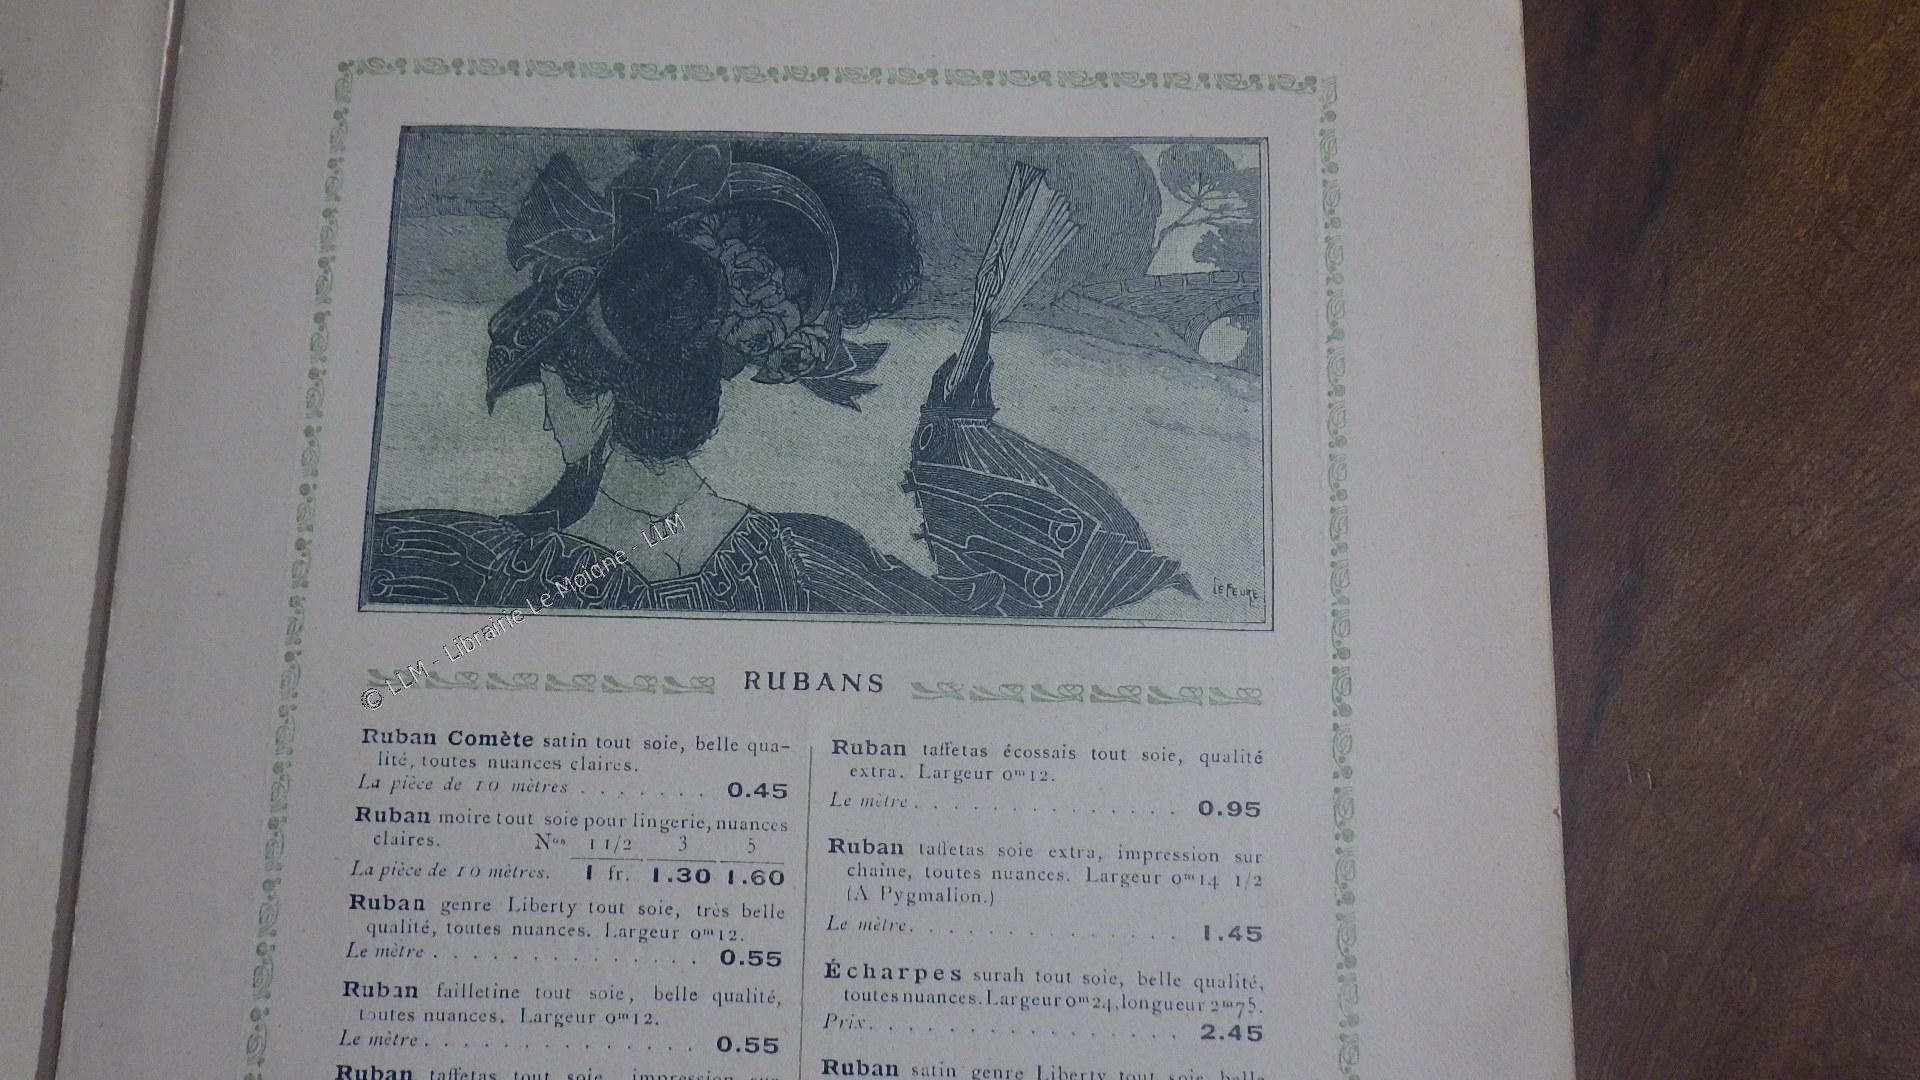 LE FEURE
© LLM - Librairie Le Moigne - LLM
RUBANS
Ruban Comète satin tout soie, belle qua-
lité, toutes nuances claires.
La pièce de 10 mètres . . . . . . . 0.45
Ruban moire tout soie pour lingerie, nuances
claires. Nos 1 1/2 3 5
La pièce de 10 mètres. 1 fr. 1.30 1.60
Ruban genre Liberty tout soie, très belle
qualité, toutes nuances. Largeur 0m12.
Le mètre . . . . . . . . . . . . . . 0.55
Ruban failletine tout soie, belle qualité,
toutes nuances. Largeur 0m12.
Le mètre . . . . . . . . . . . . . . 0.55
Ruban taffetas tout soie, impression sur
Ruban taffetas écossais tout soie, qualité
extra. Largeur 0m12.
Le mètre . . . . . . . . . . . . . . 0.95
Ruban taffetas soie extra, impression sur
chaîne, toutes nuances. Largeur 0m14 1/2
(A Pygmalion.)
Le mètre . . . . . . . . . . . . . . 1.45
Écharpes surah tout soie, belle qualité,
toutes nuances. Largeur 0m24, longueur 2m75.
Prix . . . . . . . . . . . . . . . 2.45
Ruban satin genre Liberty tout soie belle